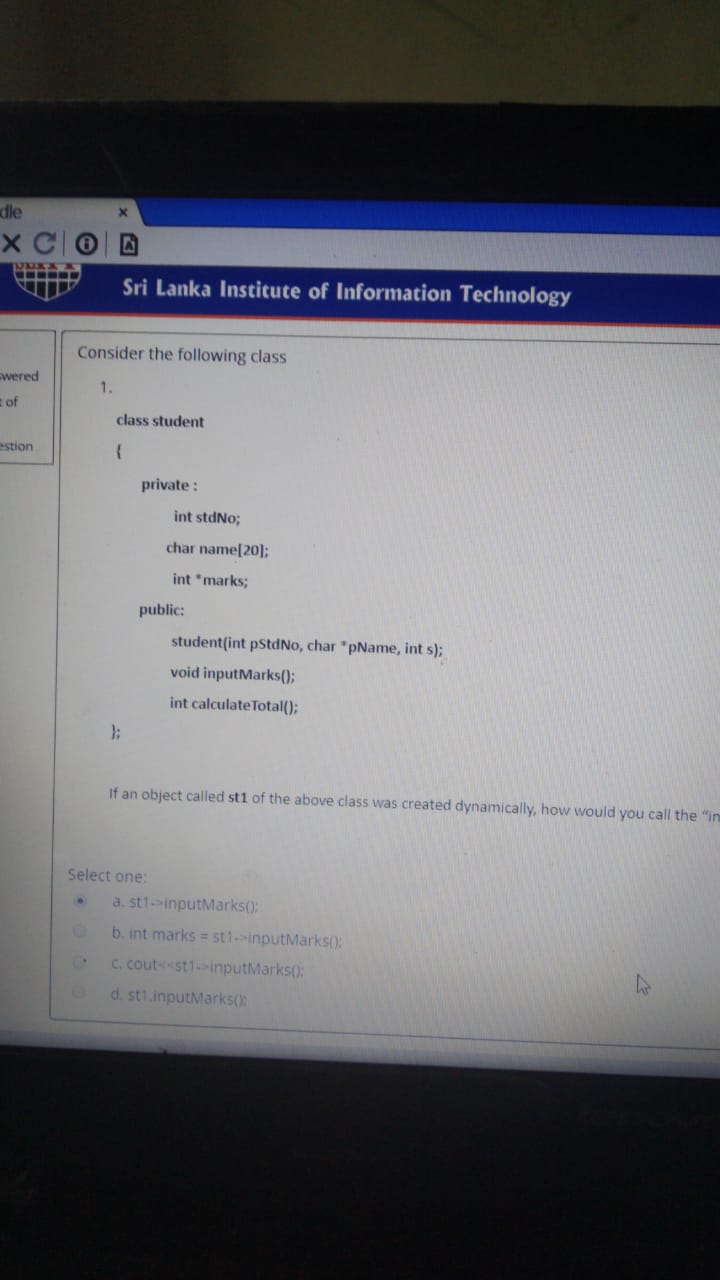 dle
Sri Lanka Institute of Information Technology
wered
of
estion
Consider the following class
1.
class student
{
private :
int stdNo;
char name[20];
int *marks;
public:
student(int pStdNo, char *pName, int s);
void inputMarks();
int calculateTotal();
};
If an object called st1 of the above class was created dynamically, how would you call the "in
Select one:
a. st1->inputMarks();
b. int marks = st1->inputMarks();
c. cout<<st1->inputMarks();
d. st1.inputMarks();